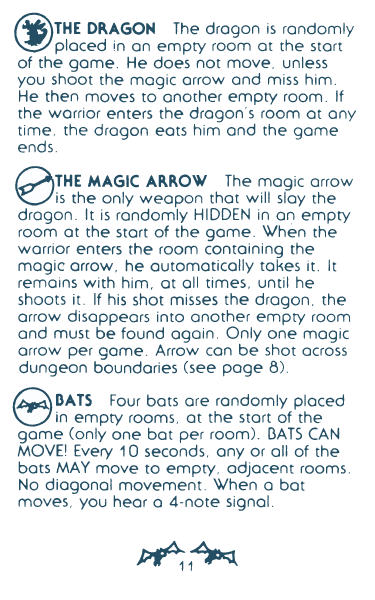 THE DRAGON The dragon is randomly
placed in an empty room at the start
of the game. He does not move, unless
you shoot the magic arrow and miss him.
He then moves to another empty room. If
the warrior enters the dragon's room at any
time, the dragon eats him and the game
ends.
THE MAGIC ARROW The magic arrow
is the only weapon that will slay the
dragon. It is randomly HIDDEN in an empty
room at the start of the game. When the
warrior enters the room containing the
magic arrow, he automatically takes it. It
remains with him, at all times, until he
shoots it. If his shot misses the dragon, the
arrow disappears into another empty room
and must be found again. Only one magic
arrow per game. Arrow can be shot across
dungeon boundaries (see page 8).
BATS Four bats are randomly placed
in empty rooms, at the start of the
game (only one bat per room). BATS CAN
MOVE! Every 10 seconds, any or all of the
bats MAY move to empty, adjacent rooms.
No diagonal movement. When a bat
moves, you hear a 4-note signal.
11